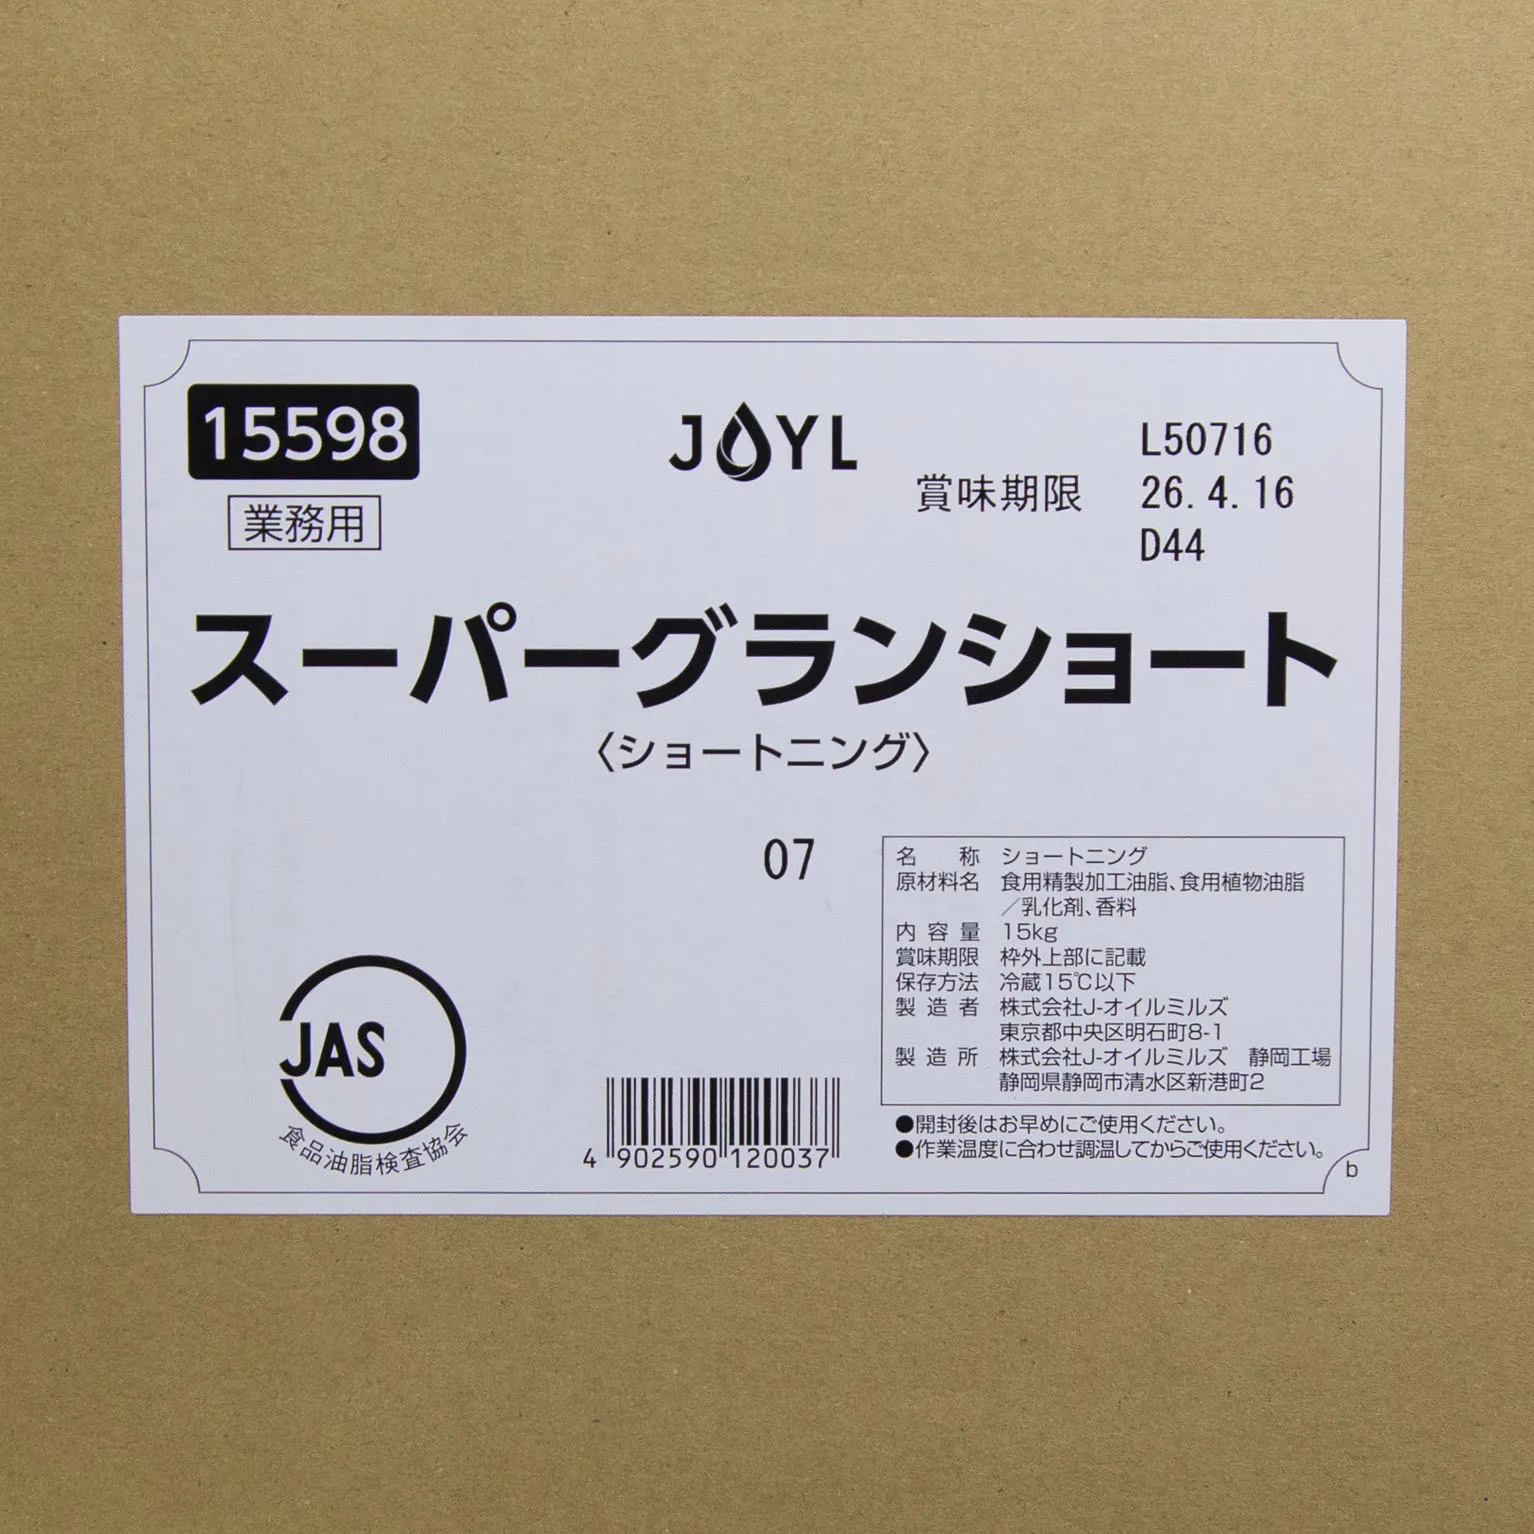 15598
業務用
JOYL
L50716
賞味期限 26.4.16
D44
スーパーグランショート
〈ショートニング〉
07
名称 ショートニング
原材料名 食用精製加工油脂、食用植物油脂
／乳化剤、香料
内容量 15kg
賞味期限 枠外上部に記載
保存方法 冷蔵15℃以下
製造者 株式会社J-オイルミルズ
東京都中央区明石町8-1
製造所 株式会社J-オイルミルズ 静岡工場
静岡県静岡市清水区新港町2
●開封後はお早めにご使用ください。
●作業温度に合わせ調温してからご使用ください。
b
JAS
食品油脂検査協会
4 902590 120037